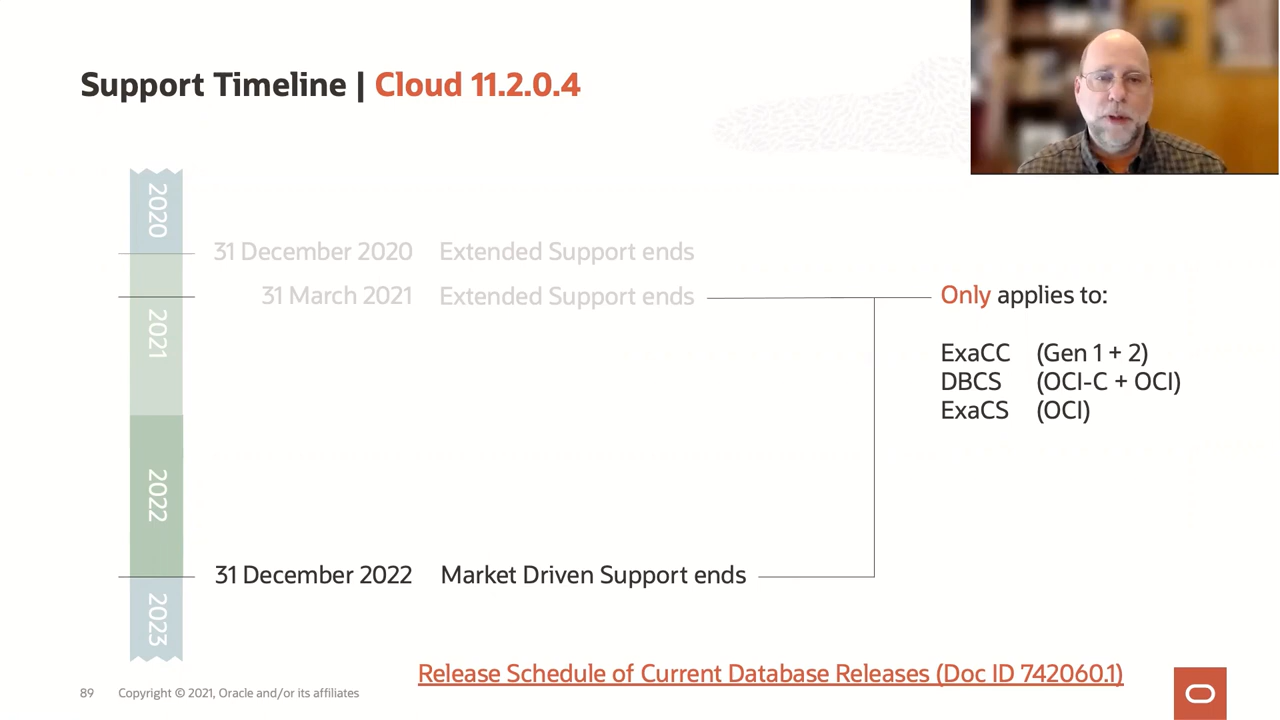 Support Timeline | Cloud 11.2.0.4
2020
31 December 2020 Extended Support ends
31 March 2021 Extended Support ends
Only applies to:
2021
ExaCC (Gen 1 + 2)
DBCS (OCI-C + OCI)
ExaCS (OCI)
2022
31 December 2022 Market Driven Support ends
2023
Release Schedule of Current Database Releases (Doc ID 742060.1)
89 Copyright © 2021, Oracle and/or its affiliates